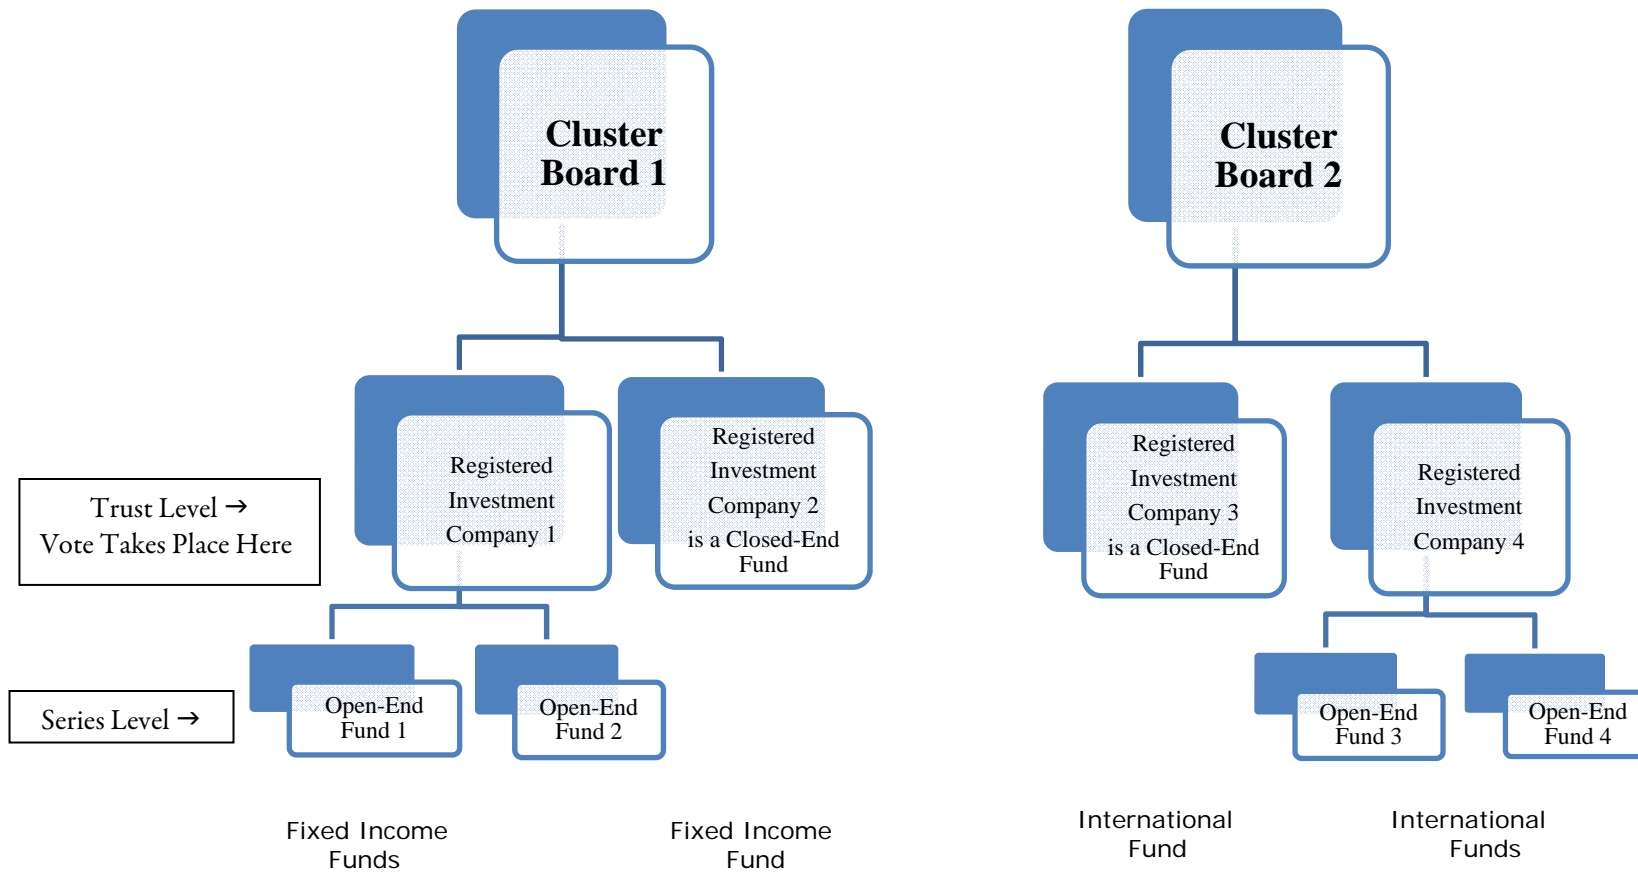 Cluster
Board 1
Cluster
Board 2
Registered
Investment
Company 1
Registered
Investment
Company 2
is a Closed-End
Fund
Registered
Investment
Company 3
is a Closed-End
Fund
Registered
Investment
Company 4
Trust Level →
Vote Takes Place Here
Series Level →
Open-End
Fund 1
Open-End
Fund 2
Open-End
Fund 3
Open-End
Fund 4
Fixed Income
Funds
Fixed Income
Fund
International
Fund
International
Funds